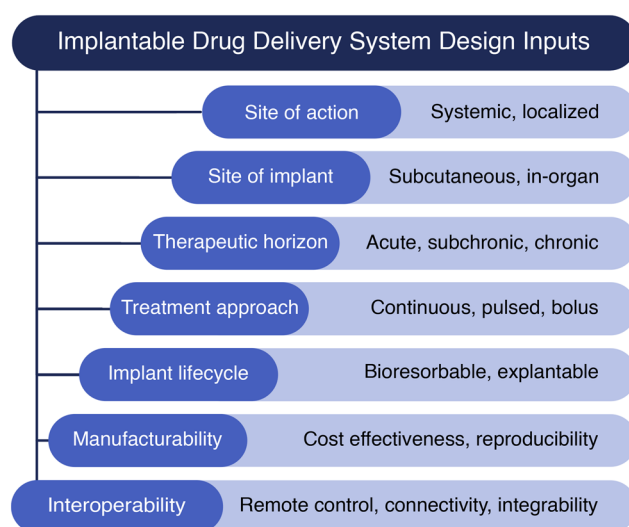 Implantable Drug Delivery System Design Inputs
Site of action Systemic, localized
Site of implant Subcutaneous, in-organ
Therapeutic horizon Acute, subchronic, chronic
Treatment approach Continuous, pulsed, bolus
Implant lifecycle Bioresorbable, explantable
Manufacturability Cost effectiveness, reproducibility
Interoperability Remote control, connectivity, integrability